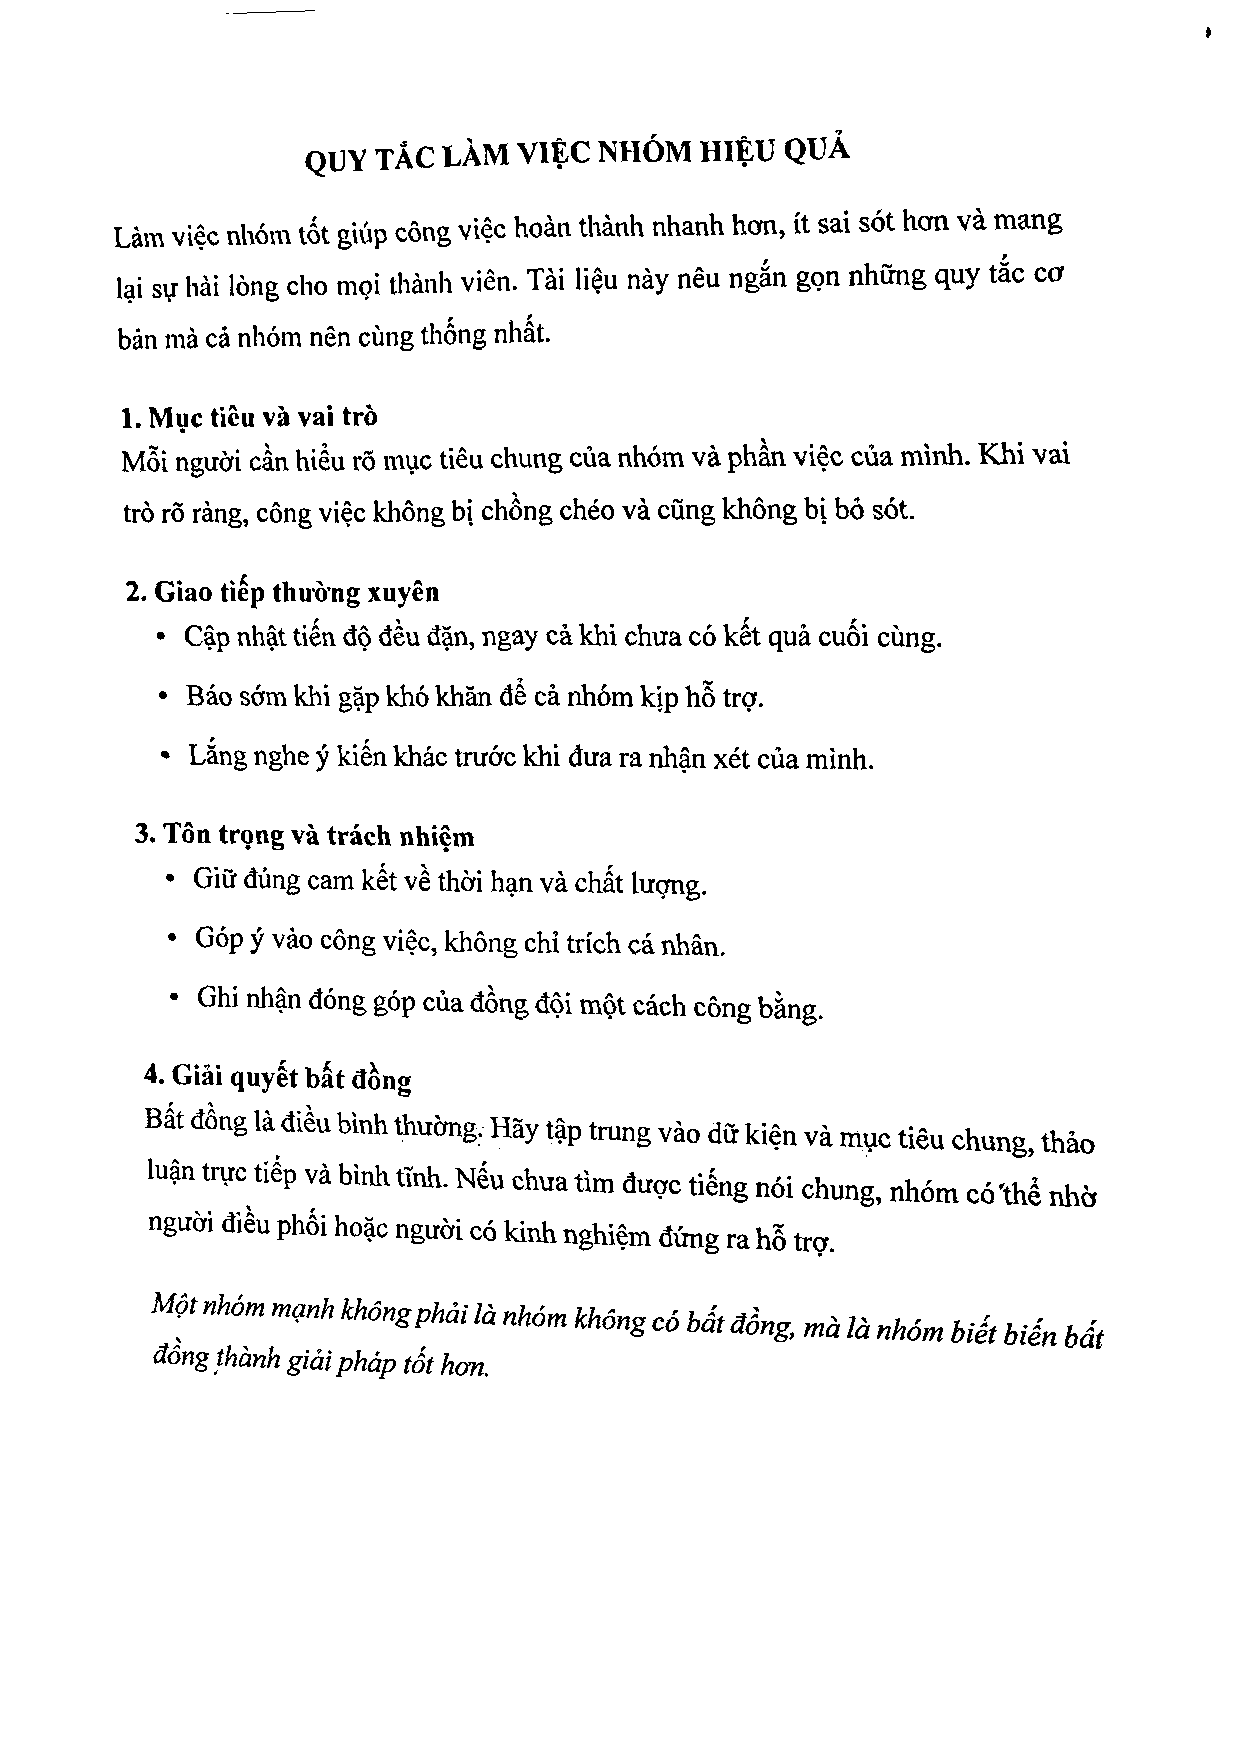 QUY TẮC LÀM VIỆC NHÓM HIỆU QUẢ
Làm việc nhóm tốt giúp công việc hoàn thành nhanh hơn, ít sai sót hơn và mang
lại sự hài lòng cho mọi thành viên. Tài liệu này nêu ngắn gọn những quy tắc cơ
bản mà cả nhóm nên cùng thống nhất.
1. Mục tiêu và vai trò
Mỗi người cần hiểu rõ mục tiêu chung của nhóm và phần việc của mình. Khi vai
trò rõ ràng, công việc không bị chồng chéo và cũng không bị bỏ sót.
2. Giao tiếp thường xuyên
• Cập nhật tiến độ đều đặn, ngay cả khi chưa có kết quả cuối cùng.
• Báo sớm khi gặp khó khăn để cả nhóm kịp hỗ trợ.
• Lắng nghe ý kiến khác trước khi đưa ra nhận xét của mình.
3. Tôn trọng và trách nhiệm
• Giữ đúng cam kết về thời hạn và chất lượng.
• Góp ý vào công việc, không chỉ trích cá nhân.
• Ghi nhận đóng góp của đồng đội một cách công bằng.
4. Giải quyết bất đồng
Bất đồng là điều bình thường. Hãy tập trung vào dữ kiện và mục tiêu chung, thảo
luận trực tiếp và bình tĩnh. Nếu chưa tìm được tiếng nói chung, nhóm có thể nhờ
người điều phối hoặc người có kinh nghiệm đứng ra hỗ trợ.
Một nhóm mạnh không phải là nhóm không có bất đồng, mà là nhóm biết biến bất
đồng thành giải pháp tốt hơn.